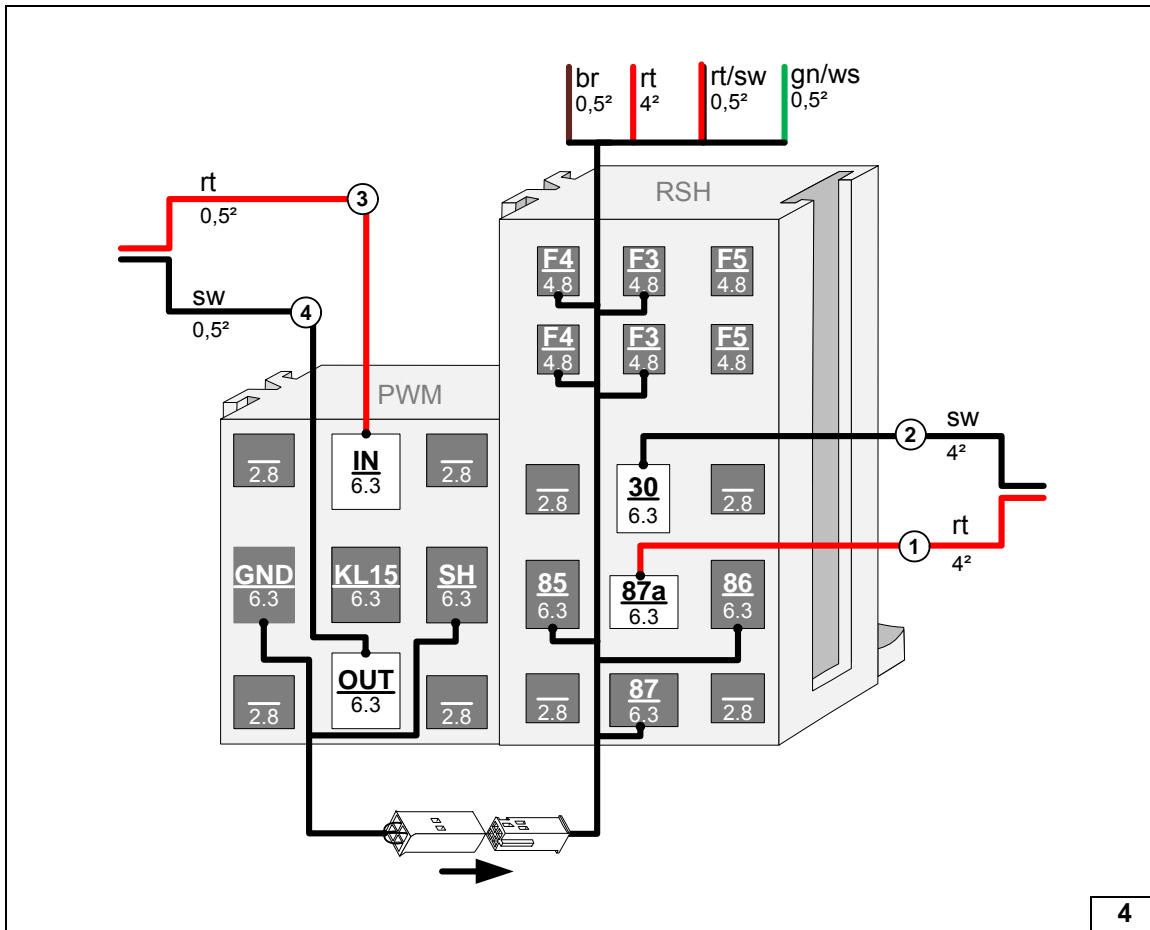 br
0,5²
rt
4²
rt/sw
0,5²
gn/ws
0,5²
RSH
rt
0,5²
3
sw
0,5²
4
PWM
F4
4.8
F3
4.8
F5
4.8
F4
4.8
F3
4.8
F5
4.8
2
sw
4²
2.8
IN
6.3
2.8
2.8
30
6.3
2.8
1
rt
4²
GND
6.3
KL15
6.3
SH
6.3
85
6.3
87a
6.3
86
6.3
2.8
OUT
6.3
2.8
2.8
87
6.3
2.8
4